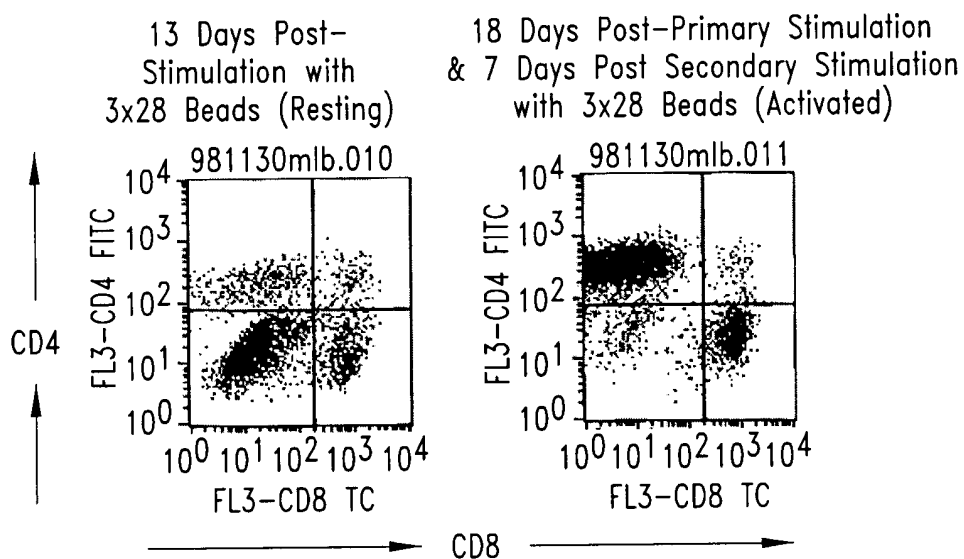 13 Days Post-
Stimulation with
3x28 Beads (Resting)
18 Days Post-Primary Stimulation
& 7 Days Post Secondary Stimulation
with 3x28 Beads (Activated)
CD4
981130mlb.010
10⁴
10³
10²
10¹
10⁰
FL3-CD4 FITC
10⁰ 10¹ 10² 10³ 10⁴
FL3-CD8 TC
981130mlb.011
10⁴
10³
10²
10¹
10⁰
FL3-CD4 FITC
10⁰ 10¹ 10² 10³ 10⁴
FL3-CD8 TC
CD8